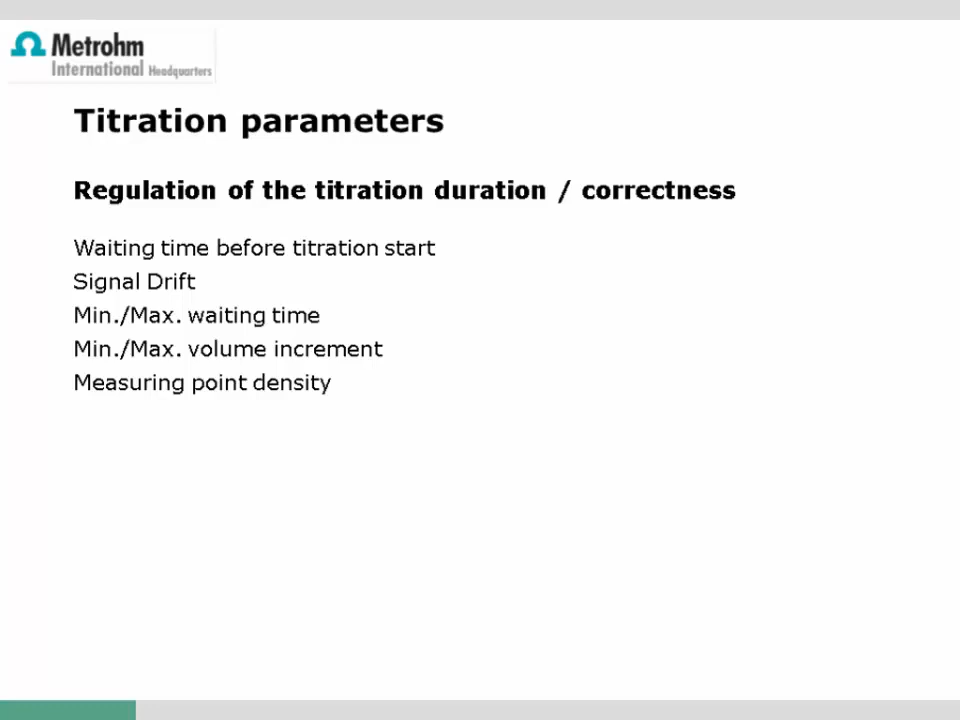 Metrohm
International Headquarters
Titration parameters
Regulation of the titration duration / correctness
Waiting time before titration start
Signal Drift
Min./Max. waiting time
Min./Max. volume increment
Measuring point density